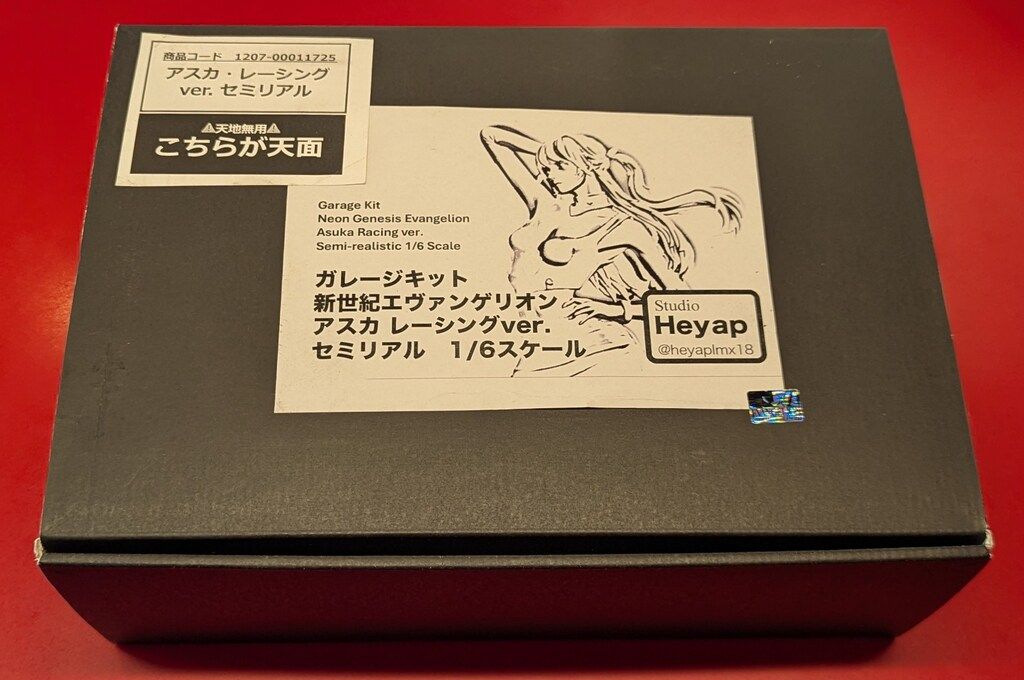 商品コード 1207-00011725
アスカ・レーシング
ver. セミリアル
⚠天地無用⚠
こちらが天面
Garage Kit
Neon Genesis Evangelion
Asuka Racing ver.
Semi-realistic 1/6 Scale
ガレージキット
新世紀エヴァンゲリオン
アスカ レーシングver.
セミリアル 1/6スケール
Studio
Heyap
@heyaplmx18